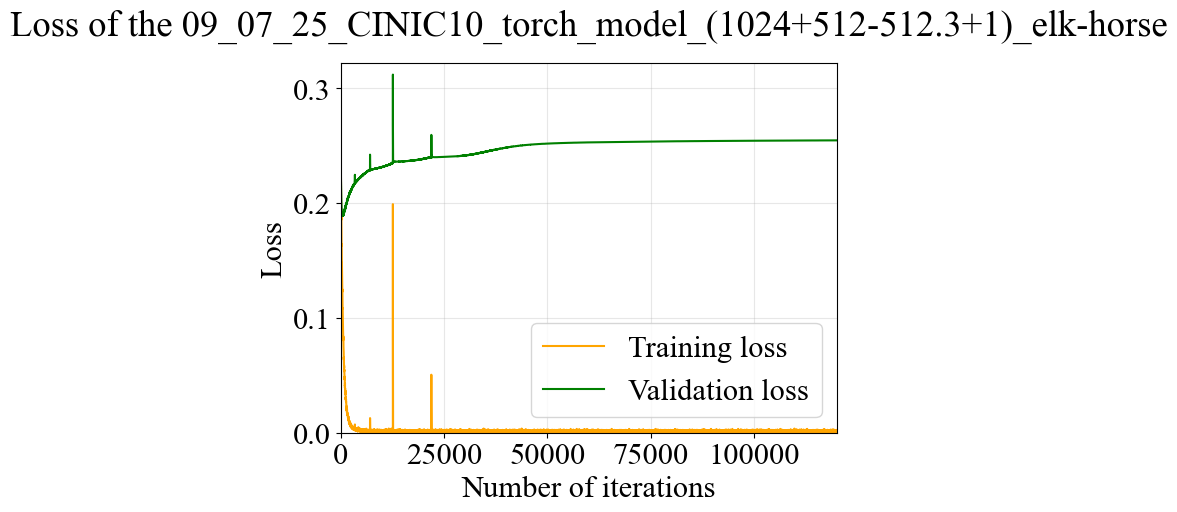 Loss of the 09_07_25_CINIC10_torch_model_(1024+512-512.3+1)_elk-horse
0.3
0.2
0.1
0.0
Loss
Training loss
Validation loss
0 25000 50000 75000 100000
Number of iterations